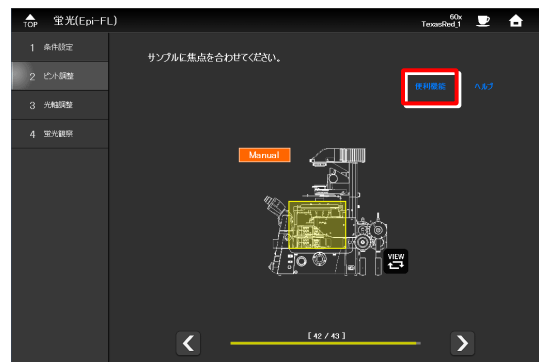 TOP 蛍光(Epi-FL)
60x
TexasRed_1
1 条件設定
2 ピント調整
3 光軸調整
4 蛍光観察
サンプルに焦点を合わせてください。
便利機能 ヘルプ
Manual
VIEW
[ 42 / 43 ]